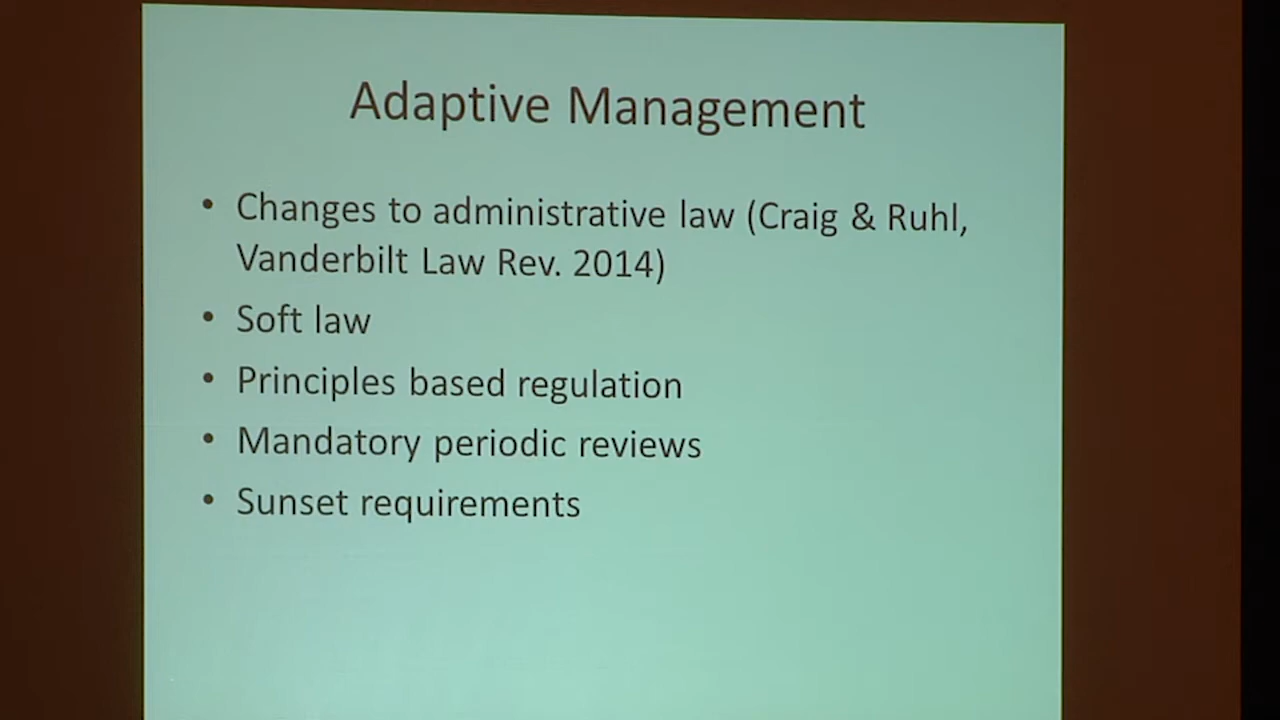 Adaptive Management
• Changes to administrative law (Craig & Ruhl,
Vanderbilt Law Rev. 2014)
• Soft law
• Principles based regulation
• Mandatory periodic reviews
• Sunset requirements